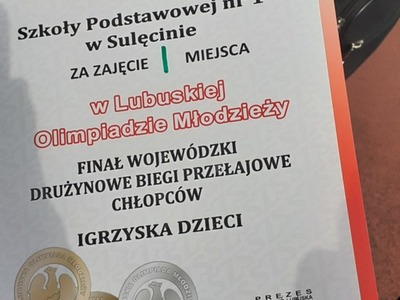 Szkoły Podstawowej nr 1
w Sulęcinie
ZA ZAJĘCIE I MIEJSCA
w Lubuskiej
Olimpiadzie Młodzieży
FINAŁ WOJEWÓDZKI
DRUŻYNOWE BIEGI PRZEŁAJOWE
CHŁOPCÓW
IGRZYSKA DZIECI
PREZES